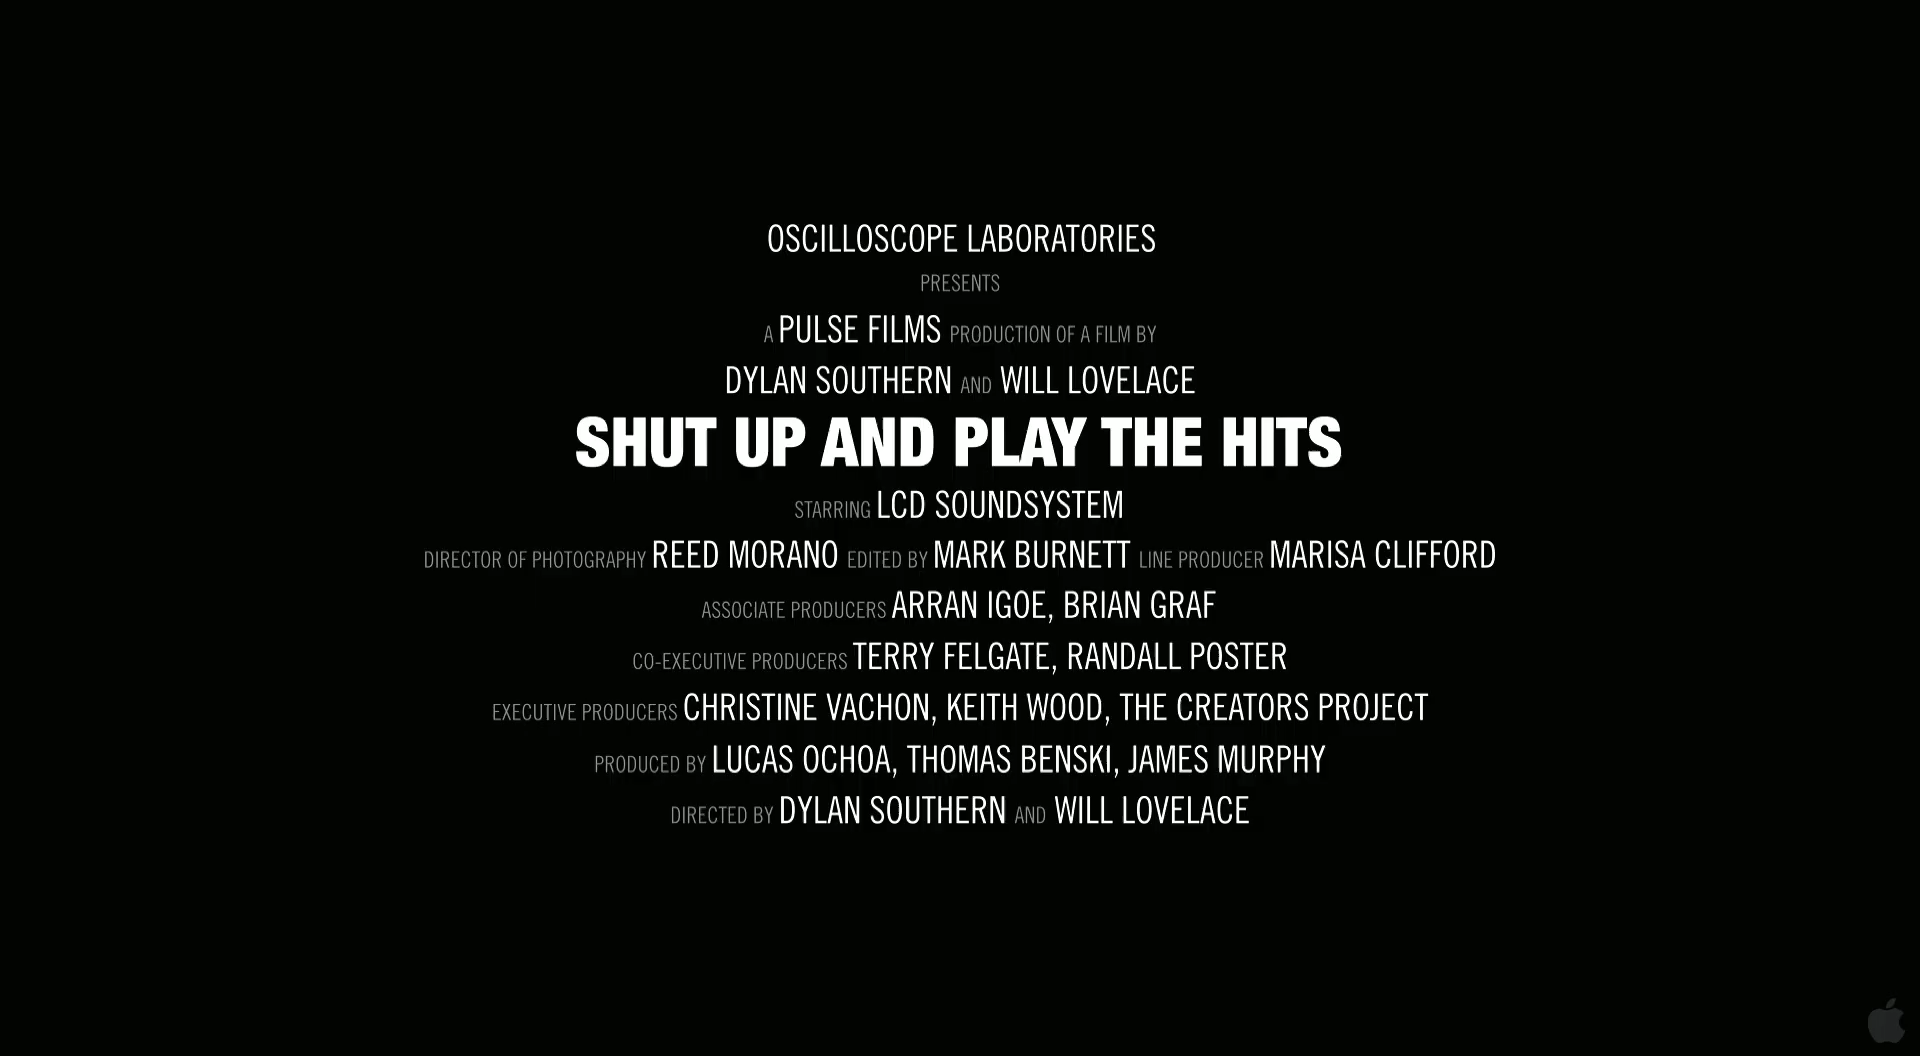 OSCILLOSCOPE LABORATORIES
PRESENTS
A PULSE FILMS PRODUCTION OF A FILM BY
DYLAN SOUTHERN AND WILL LOVELACE
SHUT UP AND PLAY THE HITS
STARRING LCD SOUNDSYSTEM
DIRECTOR OF PHOTOGRAPHY REED MORANO EDITED BY MARK BURNETT LINE PRODUCER MARISA CLIFFORD
ASSOCIATE PRODUCERS ARRAN IGOE, BRIAN GRAF
CO-EXECUTIVE PRODUCERS TERRY FELGATE, RANDALL POSTER
EXECUTIVE PRODUCERS CHRISTINE VACHON, KEITH WOOD, THE CREATORS PROJECT
PRODUCED BY LUCAS OCHOA, THOMAS BENSKI, JAMES MURPHY
DIRECTED BY DYLAN SOUTHERN AND WILL LOVELACE